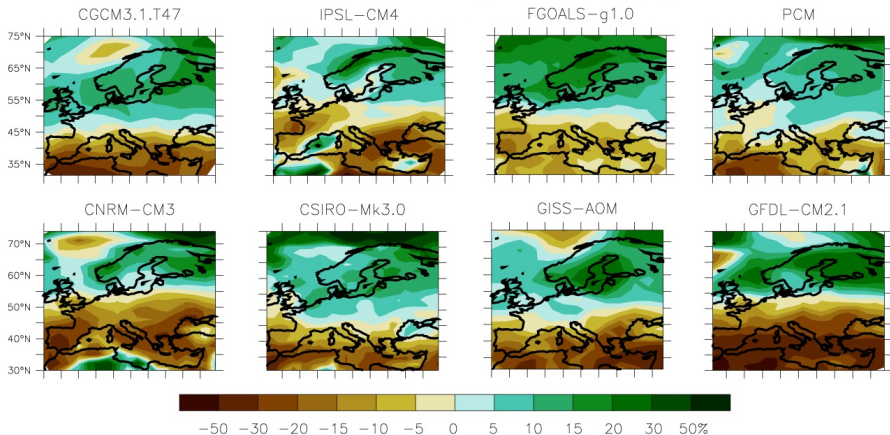 CGCM3.1.T47 IPSL-CM4 FGOALS-g1.0 PCM
75°N
65°N
55°N
45°N
35°N
CNRM-CM3 CSIRO-Mk3.0 GISS-AOM GFDL-CM2.1
70°N
60°N
50°N
40°N
30°N
-50 -30 -20 -15 -10 -5 0 5 10 15 20 30 50%